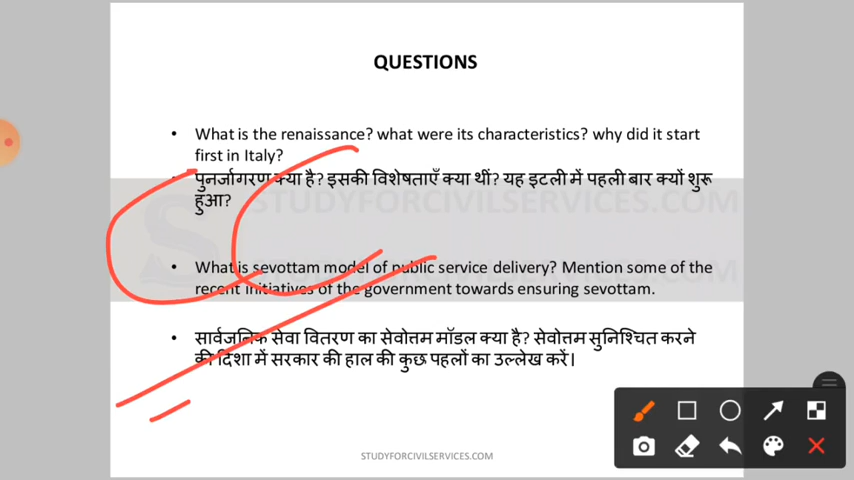 QUESTIONS
• What is the renaissance? what were its characteristics? why did it start
first in Italy?
• पुनर्जागरण क्या है? इसकी विशेषताएँ क्या थीं? यह इटली में पहली बार क्यों शुरू
हुआ?
STUDYFORCIVILSERVICES.COM
• What is sevottam model of public service delivery? Mention some of the
recent initiatives of the government towards ensuring sevottam.
• सार्वजनिक सेवा वितरण का सेवोत्तम मॉडल क्या है? सेवोत्तम सुनिश्चित करने
की दिशा में सरकार की हाल की कुछ पहलों का उल्लेख करें।
STUDYFORCIVILSERVICES.COM